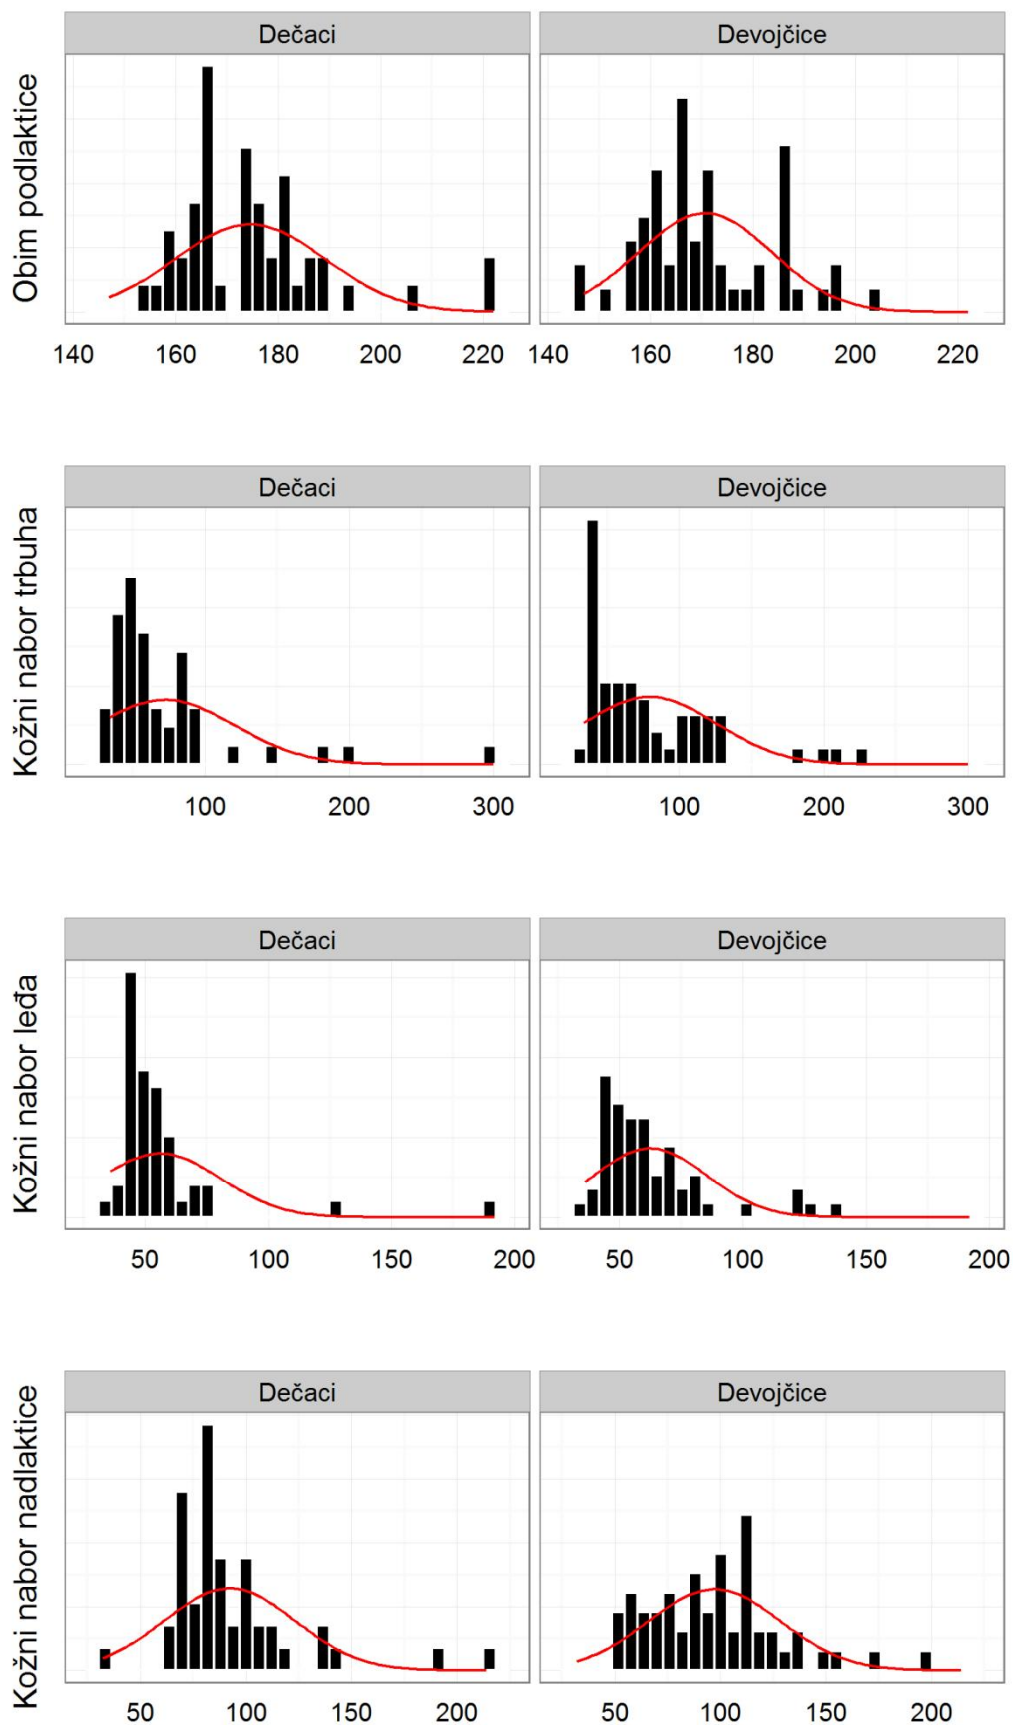 Dečaci Devojčice
Obim podlaktice
140 160 180 200 220 140 160 180 200 220
Dečaci Devojčice
Kožni nabor trbuha
100 200 300 100 200 300
Dečaci Devojčice
Kožni nabor leđa
50 100 150 200 50 100 150 200
Dečaci Devojčice
Kožni nabor nadlaktice
50 100 150 200 50 100 150 200